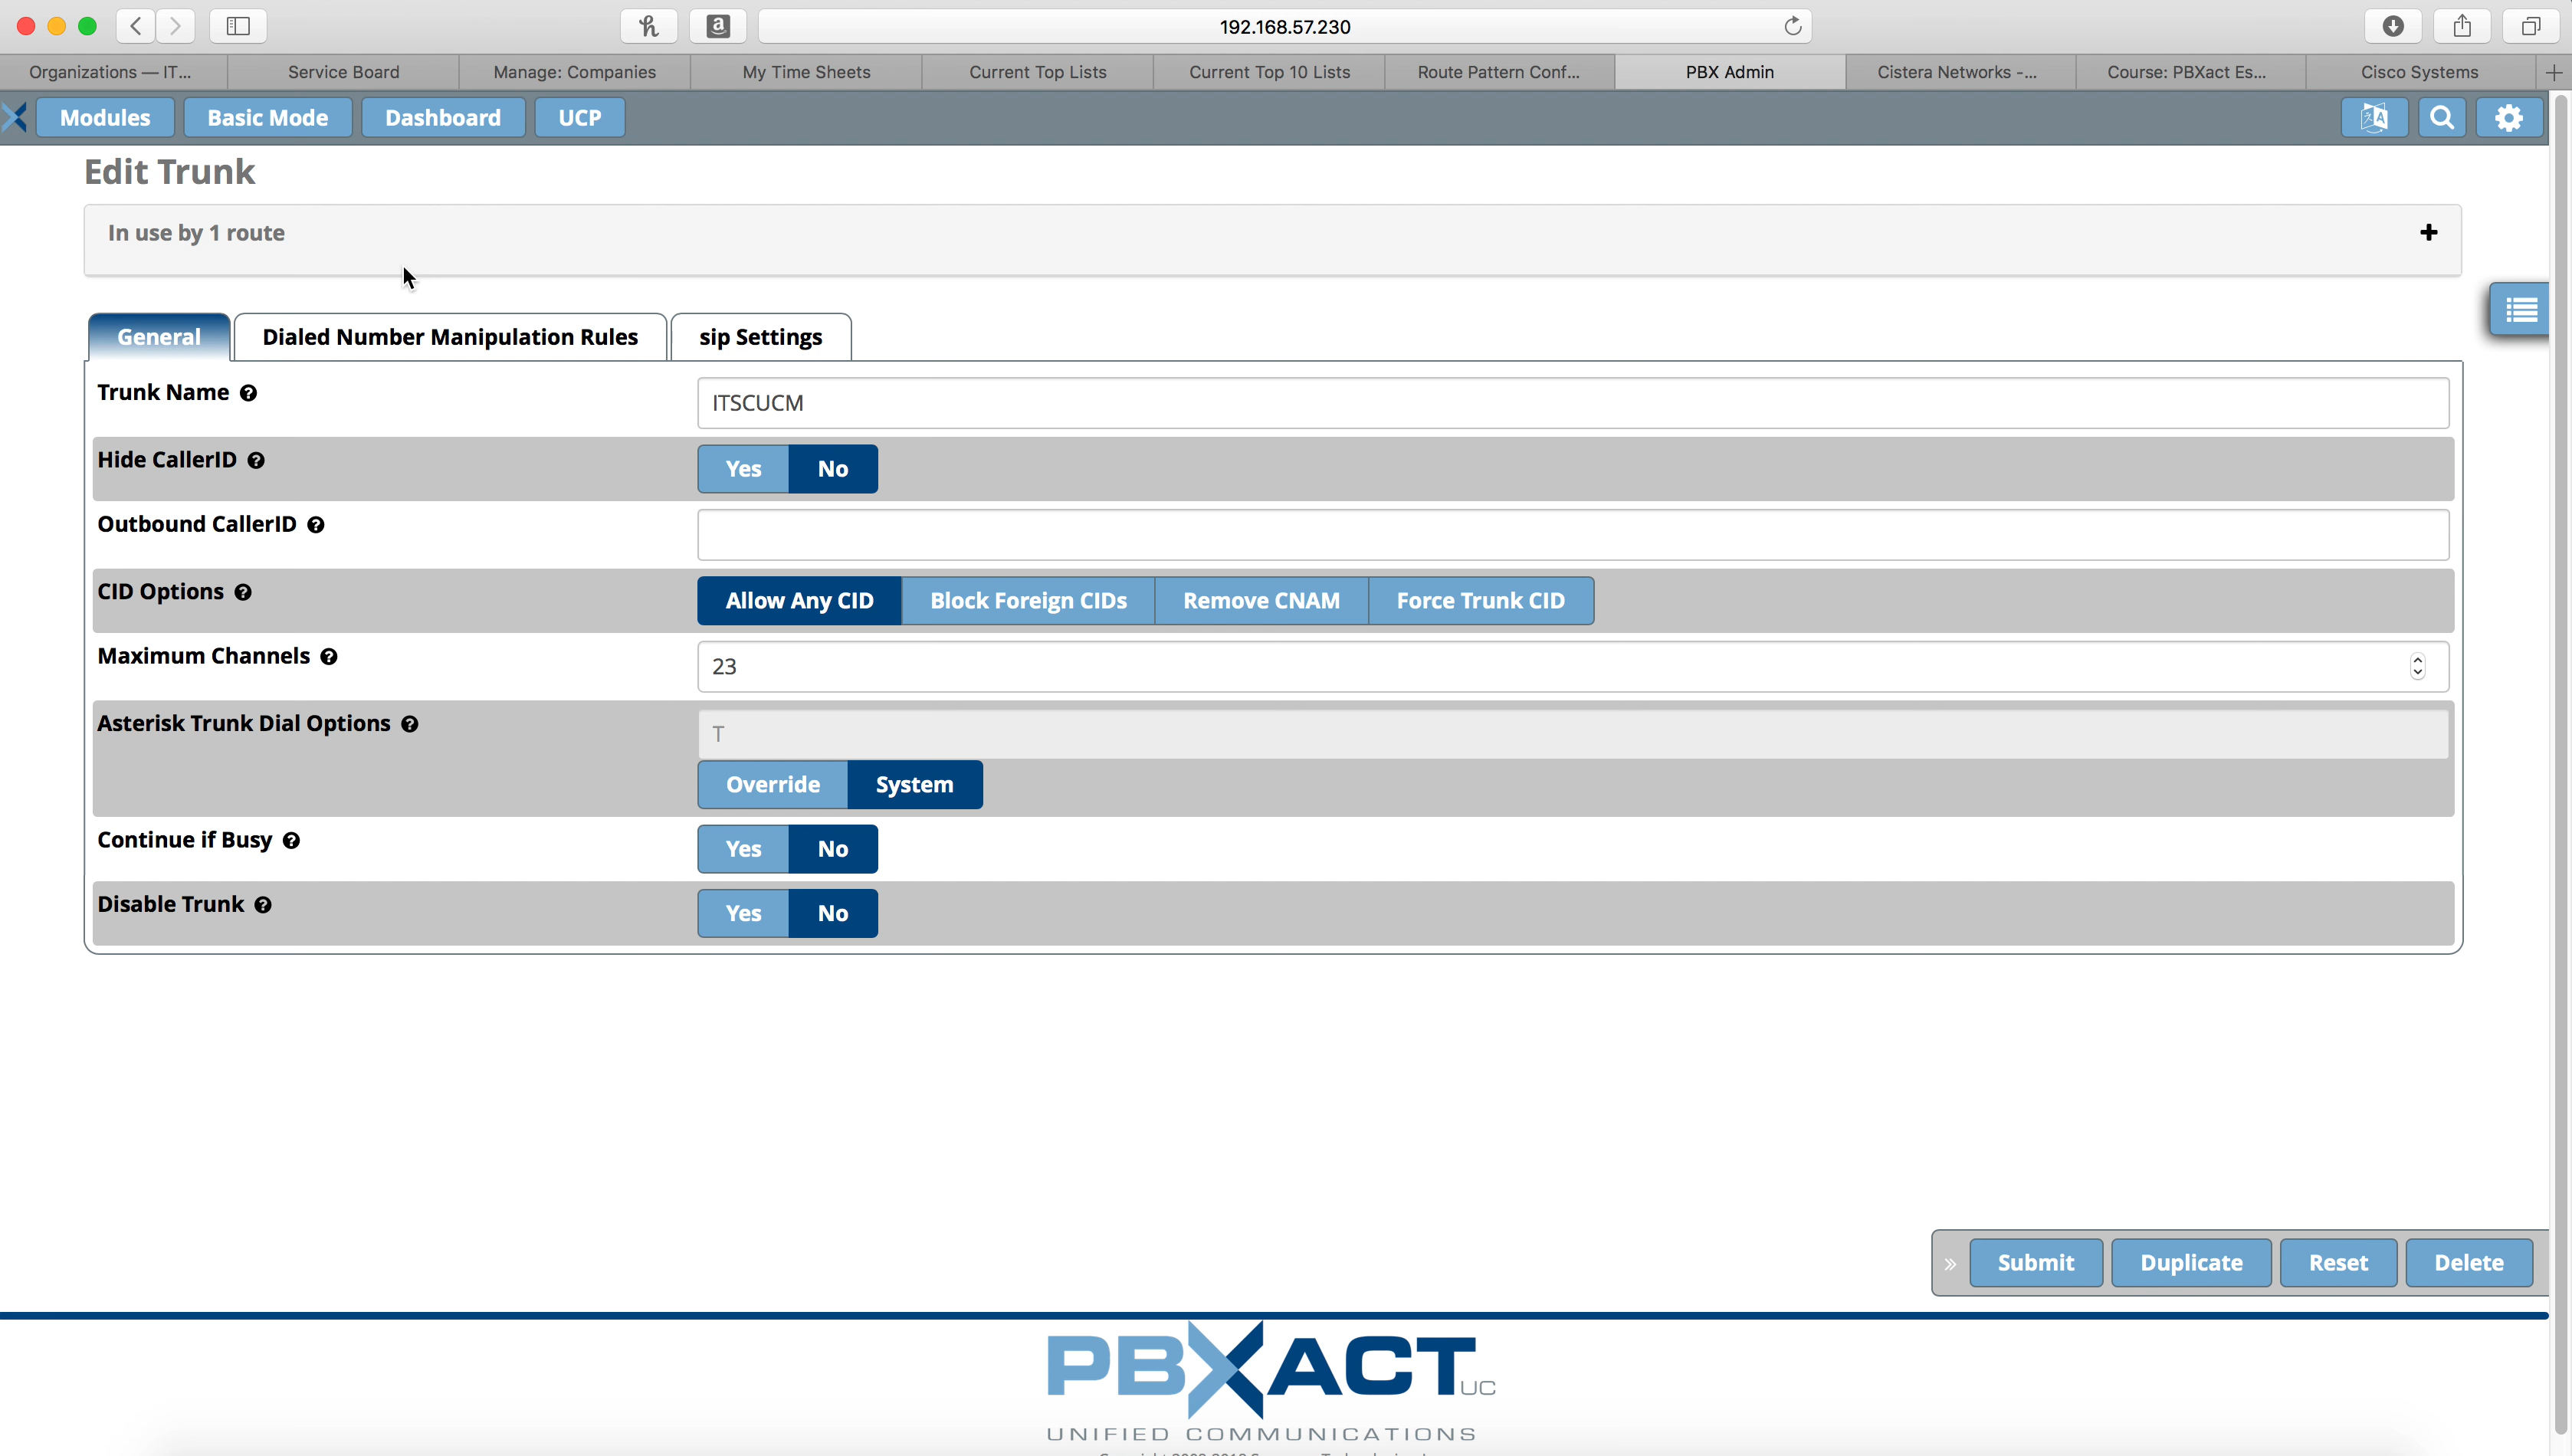 192.168.57.230
Organizations — IT...
Service Board
Manage: Companies
My Time Sheets
Current Top Lists
Current Top 10 Lists
Route Pattern Conf...
PBX Admin
Cistera Networks -...
Course: PBXact Es...
Cisco Systems
Modules
Basic Mode
Dashboard
UCP
Edit Trunk
In use by 1 route
General
Dialed Number Manipulation Rules
sip Settings
Trunk Name
ITSCUCM
Hide CallerID
Yes No
Outbound CallerID
CID Options
Allow Any CID Block Foreign CIDs Remove CNAM Force Trunk CID
Maximum Channels
23
Asterisk Trunk Dial Options
T
Override System
Continue if Busy
Yes No
Disable Trunk
Yes No
Submit Duplicate Reset Delete
PBXACT UC
UNIFIED COMMUNICATIONS